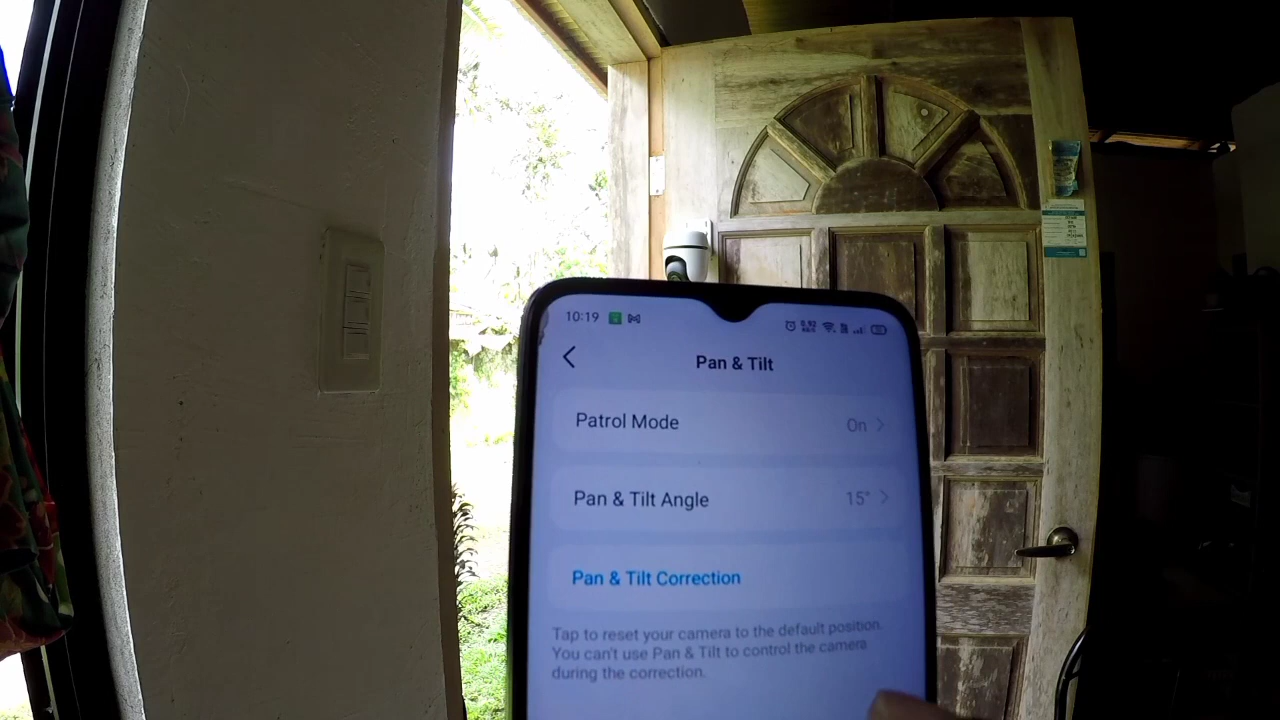 10:19
Pan & Tilt
Patrol Mode
On
Pan & Tilt Angle
15°
Pan & Tilt Correction
Tap to reset your camera to the default position.
You can't use Pan & Tilt to control the camera
during the correction.